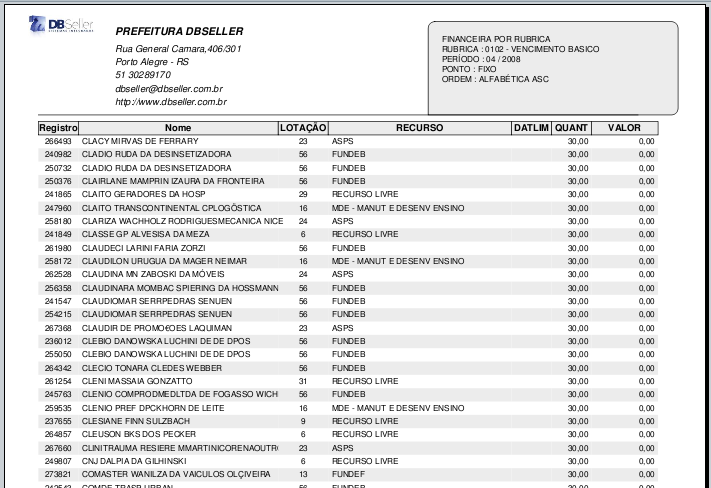 DBSeller
PREFEITURA DBSELLER
Rua General Camara,406/301
Porto Alegre - RS
51 30289170
dbseller@dbseller.com.br
http://www.dbseller.com.br
FINANCEIRA POR RUBRICA
RUBRICA : 0102 - VENCIMENTO BASICO
PERÍODO : 04 / 2008
PONTO : FIXO
ORDEM : ALFABÉTICA ASC
Registro Nome LOTAÇÃO RECURSO DATLIM QUANT VALOR
266493 CLACY MIRVAS DE FERRARY 23 ASPS 30,00 0,00
240982 CLADIO RUDA DA DESINSETIZADORA 56 FUNDEB 30,00 0,00
250732 CLADIO RUDA DA DESINSETIZADORA 56 FUNDEB 30,00 0,00
250376 CLAIRLANE MAMPRIN IZAURA DA FRONTEIRA 56 FUNDEB 30,00 0,00
241865 CLAITO GERADORES DA HOSP 29 RECURSO LIVRE 30,00 0,00
247960 CLAITO TRANSCONTINENTAL CPLOGÔSTICA 16 MDE - MANUT E DESENV ENSINO 30,00 0,00
258180 CLARIZA WACHHOLZ RODRIGUESMECANICA NICE 24 ASPS 30,00 0,00
241849 CLASSE GP ALVESISA DA MEZA 6 RECURSO LIVRE 30,00 0,00
261980 CLAUDECI LARINI FARIA ZORZI 56 FUNDEB 30,00 0,00
258172 CLAUDILON URUGUA DA MAGER NEIMAR 16 MDE - MANUT E DESENV ENSINO 30,00 0,00
262528 CLAUDINA MN ZABOSKI DA MÓVEIS 24 ASPS 30,00 0,00
256358 CLAUDINARA MOMBAC SPIERING DA HOSSMANN 56 FUNDEB 30,00 0,00
241547 CLAUDIOMAR SERRPEDRAS SENUEN 56 FUNDEB 30,00 0,00
254215 CLAUDIOMAR SERRPEDRAS SENUEN 56 FUNDEB 30,00 0,00
267368 CLAUDIR DE PROMO€OES LAQUIMAN 23 ASPS 30,00 0,00
236012 CLEBIO DANOWSKA LUCHINI DE DE DPOS 56 FUNDEB 30,00 0,00
255050 CLEBIO DANOWSKA LUCHINI DE DE DPOS 56 FUNDEB 30,00 0,00
264342 CLECIO TONARA CLEDES WEBBER 56 FUNDEB 30,00 0,00
261254 CLENI MASSAIA GONZATTO 31 RECURSO LIVRE 30,00 0,00
245763 CLENIO COMPRODMEDLTDA DE FOGASSO WICH 56 FUNDEB 30,00 0,00
259535 CLENIO PREF DPCKHORN DE LEITE 16 MDE - MANUT E DESENV ENSINO 30,00 0,00
237655 CLESIANE FINN SULZBACH 9 RECURSO LIVRE 30,00 0,00
264857 CLEUSON BKS DOS PECKER 6 RECURSO LIVRE 30,00 0,00
267660 CLINITRAUMA RESIERE MMARTINICORENAOUTR 23 ASPS 30,00 0,00
249807 CNJ DALPIA DA GILHINSKI 6 RECURSO LIVRE 30,00 0,00
273821 COMASTER WANILZA DA VAICULOS OLÇIVEIRA 13 FUNDEF 30,00 0,00